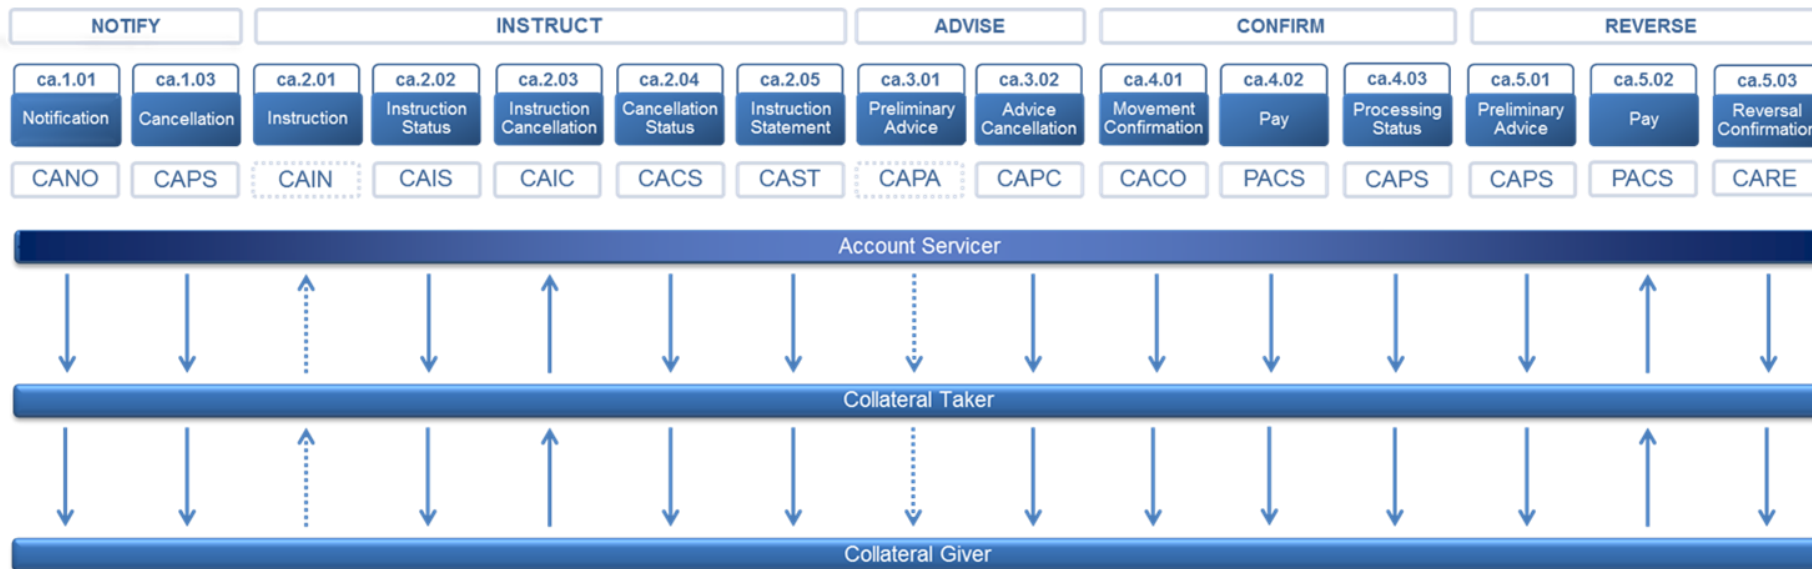 NOTIFY INSTRUCT ADVISE CONFIRM REVERSE
ca.1.01 ca.1.03 ca.2.01 ca.2.02 ca.2.03 ca.2.04 ca.2.05 ca.3.01 ca.3.02 ca.4.01 ca.4.02 ca.4.03 ca.5.01 ca.5.02 ca.5.03
Notification
Cancellation
Instruction
Instruction
Status
Instruction
Cancellation
Cancellation
Status
Instruction
Statement
Preliminary
Advice
Advice
Cancellation
Movement
Confirmation
Pay
Processing
Status
Preliminary
Advice
Pay
Reversal
Confirmation
CANO CAPS CAIN CAIS CAIC CACS CAST CAPA CAPC CACO PACS CAPS CAPS PACS CARE
Account Servicer
Collateral Taker
Collateral Giver